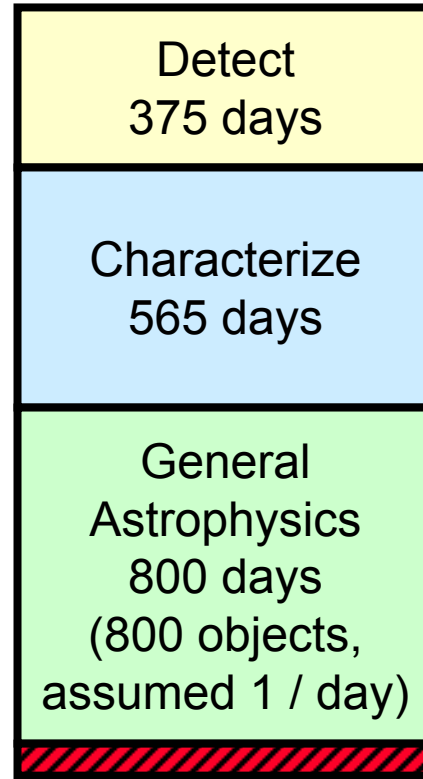 Detect
375 days
Characterize
565 days
General
Astrophysics
800 days
(800 objects,
assumed 1 / day)